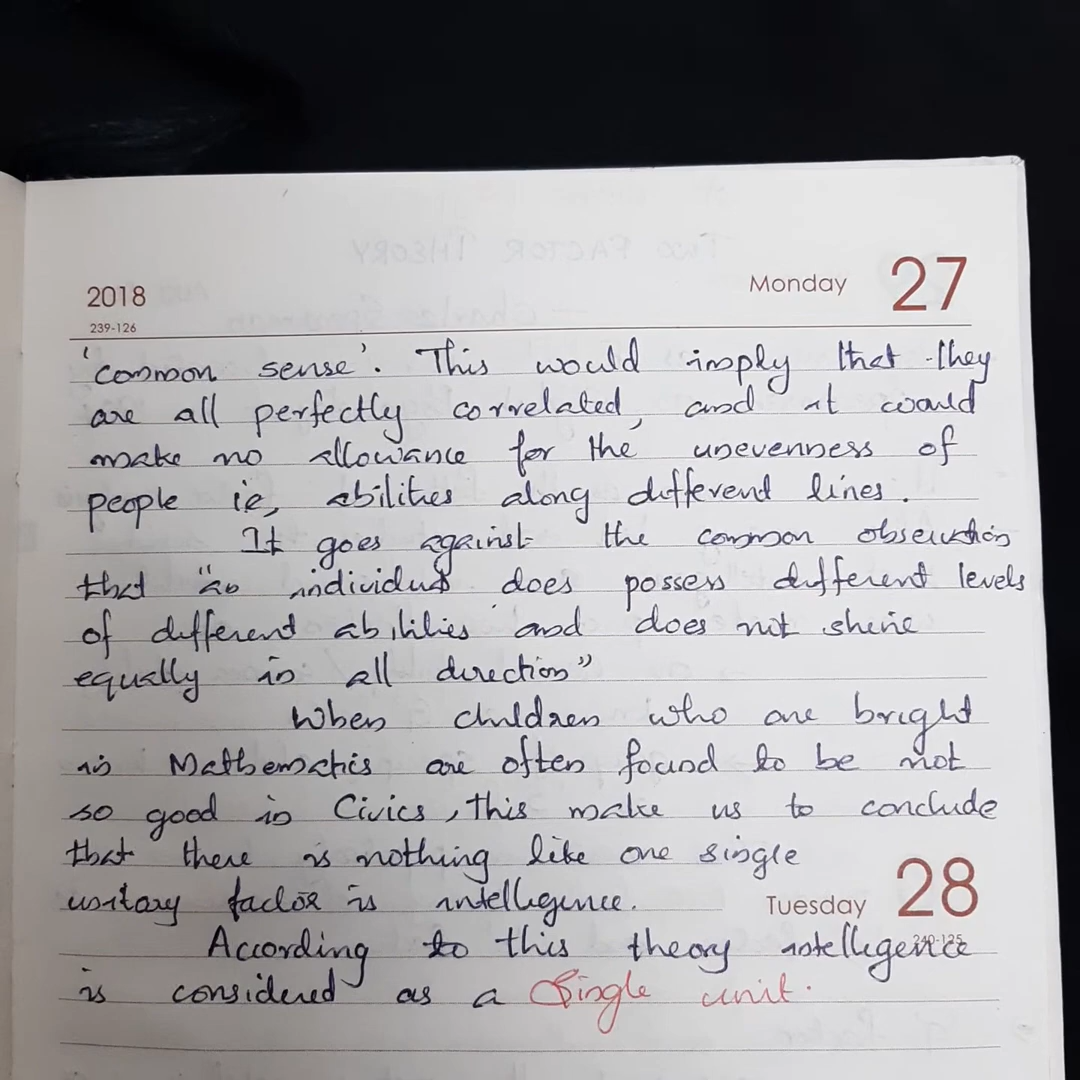 2018
239-126
Monday 27
'common sense'. This would imply that they
are all perfectly correlated, and it would
make no allowance for the unevenness of
people ie, abilities along different lines.
It goes against the common observation
that "an individual does possess different levels
of different abilities and does not shine
equally in all direction"
When children who are bright
in Mathematics are often found to be not
so good in Civics, this make us to conclude
that there is nothing like one single
unitary factor is intelligence.
Tuesday 28
240-125
According to this theory intelligence
is considered as a Single unit.